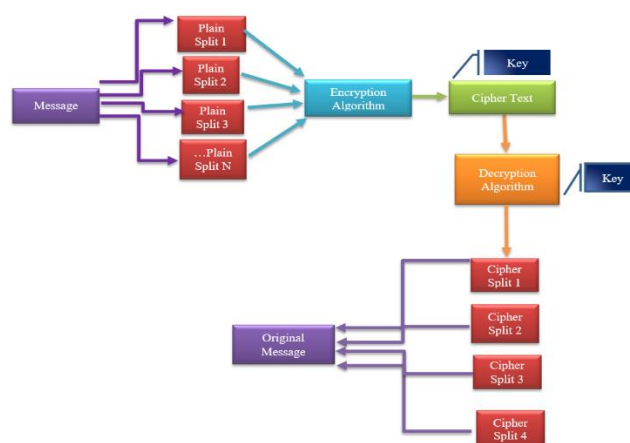 Plain
Split 1
Plain
Split 2
Plain
Split 3
…Plain
Split N
Message
Encryption
Algorithm
Key
Cipher Text
Decryption
Algorithm
Key
Cipher
Split 1
Cipher
Split 2
Cipher
Split 3
Cipher
Split 4
Original
Message